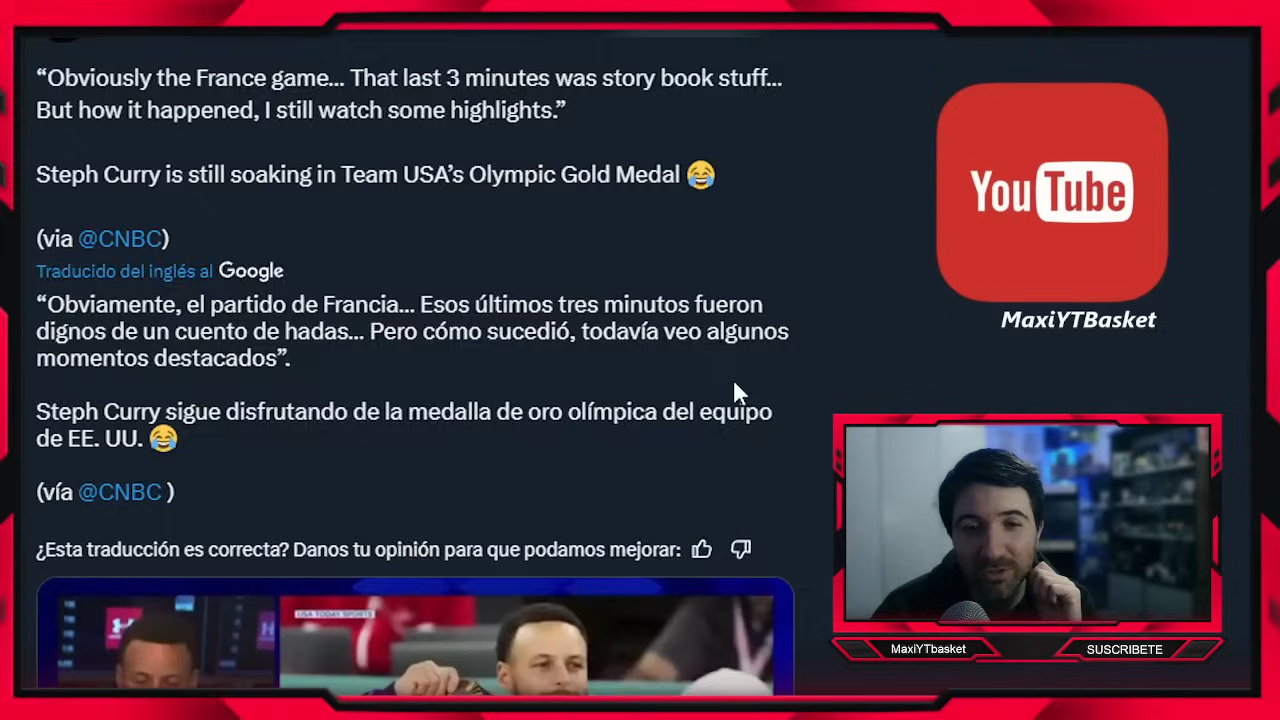 “Obviously the France game... That last 3 minutes was story book stuff...
But how it happened, I still watch some highlights.”
Steph Curry is still soaking in Team USA’s Olympic Gold Medal 😂
(via @CNBC)
Traducido del inglés al Google
“Obviamente, el partido de Francia... Esos últimos tres minutos fueron
dignos de un cuento de hadas... Pero cómo sucedió, todavía veo algunos
momentos destacados”.
Steph Curry sigue disfrutando de la medalla de oro olímpica del equipo
de EE. UU. 😂
(vía @CNBC )
¿Esta traducción es correcta? Danos tu opinión para que podamos mejorar:
USA TODAY SPORTS
YouTube
MaxiYTBasket
MaxiYTbasket
SUSCRIBETE